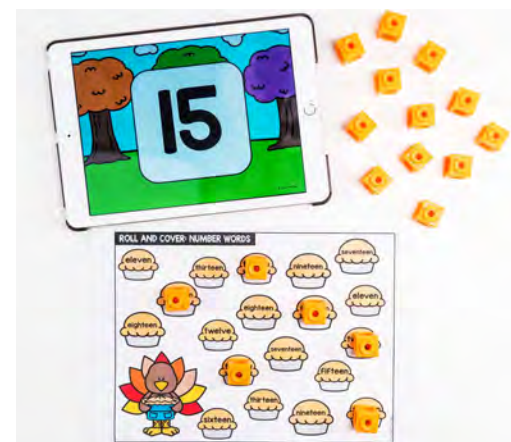 15
ROLL AND COVER: NUMBER WORDS
eleven
thirteen
nineteen
seventeen
eighteen
eleven
eighteen
twelve
seventeen
fifteen
thirteen
sixteen
nineteen